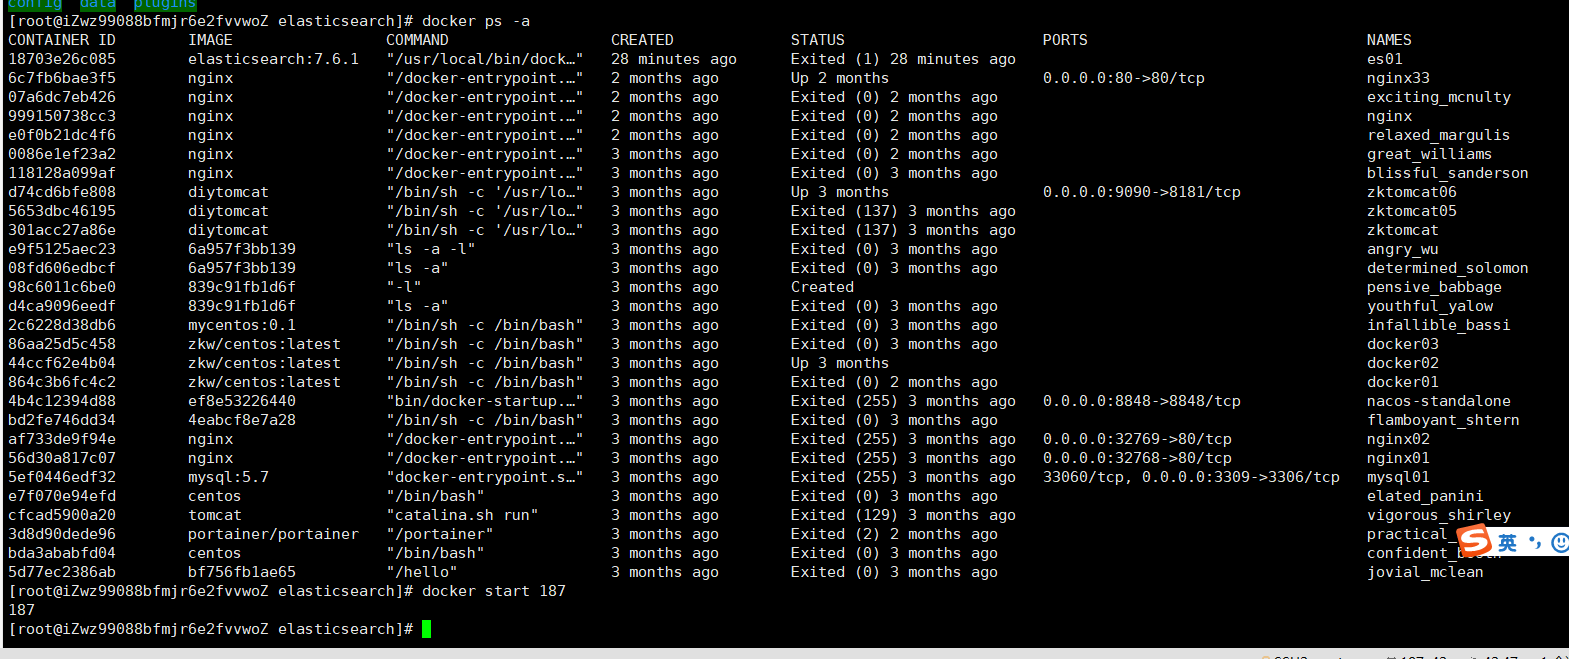 config data plugins
[root@iZwz99088bfmjr6e2fvvwoZ elasticsearch]# docker ps -a
CONTAINER ID IMAGE COMMAND CREATED STATUS PORTS NAMES
18703e26c085 elasticsearch:7.6.1 "/usr/local/bin/dock…" 28 minutes ago Exited (1) 28 minutes ago es01
6c7fb6bae3f5 nginx "/docker-entrypoint.…" 2 months ago Up 2 months 0.0.0.0:80->80/tcp nginx33
07a6dc7eb426 nginx "/docker-entrypoint.…" 2 months ago Exited (0) 2 months ago exciting_mcnulty
999150738cc3 nginx "/docker-entrypoint.…" 2 months ago Exited (0) 2 months ago nginx
e0f0b21dc4f6 nginx "/docker-entrypoint.…" 2 months ago Exited (0) 2 months ago relaxed_margulis
0086e1ef23a2 nginx "/docker-entrypoint.…" 3 months ago Exited (0) 2 months ago great_williams
118128a099af nginx "/docker-entrypoint.…" 3 months ago Exited (0) 3 months ago blissful_sanderson
d74cd6bfe808 diytomcat "/bin/sh -c '/usr/lo…" 3 months ago Up 3 months 0.0.0.0:9090->8181/tcp zktomcat06
5653dbc46195 diytomcat "/bin/sh -c '/usr/lo…" 3 months ago Exited (137) 3 months ago zktomcat05
301acc27a86e diytomcat "/bin/sh -c '/usr/lo…" 3 months ago Exited (137) 3 months ago zktomcat
e9f5125aec23 6a957f3bb139 "ls -a -l" 3 months ago Exited (0) 3 months ago angry_wu
08fd606edbcf 6a957f3bb139 "ls -a" 3 months ago Exited (0) 3 months ago determined_solomon
98c6011c6be0 839c91fb1d6f "-l" 3 months ago Created pensive_babbage
d4ca9096eedf 839c91fb1d6f "ls -a" 3 months ago Exited (0) 3 months ago youthful_yalow
2c6228d38db6 mycentos:0.1 "/bin/sh -c /bin/bash" 3 months ago Exited (0) 3 months ago infallible_bassi
86aa25d5c458 zkw/centos:latest "/bin/sh -c /bin/bash" 3 months ago Exited (0) 3 months ago docker03
44ccf62e4b04 zkw/centos:latest "/bin/sh -c /bin/bash" 3 months ago Up 3 months docker02
864c3b6fc4c2 zkw/centos:latest "/bin/sh -c /bin/bash" 3 months ago Exited (0) 2 months ago docker01
4b4c12394d88 ef8e53226440 "bin/docker-startup.…" 3 months ago Exited (255) 3 months ago 0.0.0.0:8848->8848/tcp nacos-standalone
bd2fe746dd34 4eabcf8e7a28 "/bin/sh -c /bin/bash" 3 months ago Exited (0) 3 months ago flamboyant_shtern
af733de9f94e nginx "/docker-entrypoint.…" 3 months ago Exited (255) 3 months ago 0.0.0.0:32769->80/tcp nginx02
56d30a817c07 nginx "/docker-entrypoint.…" 3 months ago Exited (255) 3 months ago 0.0.0.0:32768->80/tcp nginx01
5ef0446edf32 mysql:5.7 "docker-entrypoint.s…" 3 months ago Exited (255) 3 months ago 33060/tcp, 0.0.0.0:3309->3306/tcp mysql01
e7f070e94efd centos "/bin/bash" 3 months ago Exited (0) 3 months ago elated_panini
cfcad5900a20 tomcat "catalina.sh run" 3 months ago Exited (129) 3 months ago vigorous_shirley
3d8d90dede96 portainer/portainer "/portainer" 3 months ago Exited (2) 2 months ago practical_
英
bda3ababfd04 centos "/bin/bash" 3 months ago Exited (0) 3 months ago
5d77ec2386ab bf756fb1ae65 "/hello" 3 months ago Exited (0) 3 months ago jovial_mclean
[root@iZwz99088bfmjr6e2fvvwoZ elasticsearch]# docker start 187
187
[root@iZwz99088bfmjr6e2fvvwoZ elasticsearch]#